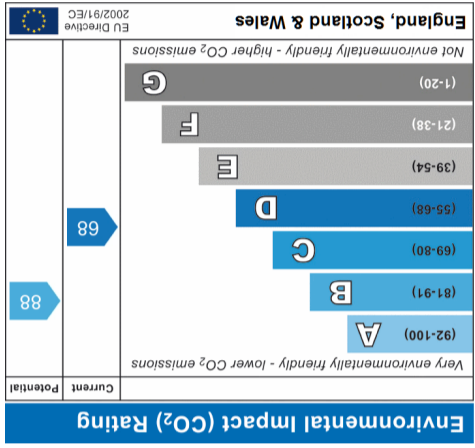 Environmental Impact (CO₂) Rating
Current Potential
Very environmentally friendly - lower CO₂ emissions
(92-100) A
(81-91) B
88
(69-80) C
(55-68) D
68
(39-54) E
(21-38) F
(1-20) G
Not environmentally friendly - higher CO₂ emissions
England, Scotland & Wales
EU Directive
2002/91/EC